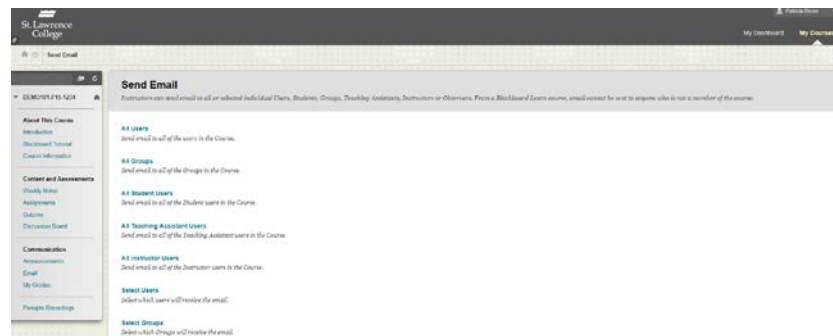 St. Lawrence
College
My Dashboard
My Courses
Send Email
DEMO101-F15-1234
About This Course
Introduction
Blackboard Tutorial
Course Information
Content and Assessments
Weekly Notes
Assignments
Quizzes
Discussion Board
Communication
Announcements
Email
My Grades
Panopto Recordings
Send Email
Instructors can send email to all or selected individual Users, Students, Groups, Teaching Assistants, Instructors or Observers. From a Blackboard Learn course, email cannot be sent to anyone who is not a member of the course.
All Users
Send email to all of the users in the Course.
All Groups
Send email to all of the Groups in the Course.
All Student Users
Send email to all of the Student users in the Course.
All Teaching Assistant Users
Send email to all of the Teaching Assistant users in the Course.
All Instructor Users
Send email to all of the Instructor users in the Course.
Select Users
Select which users will receive the email.
Select Groups
Select which Groups will receive the email.